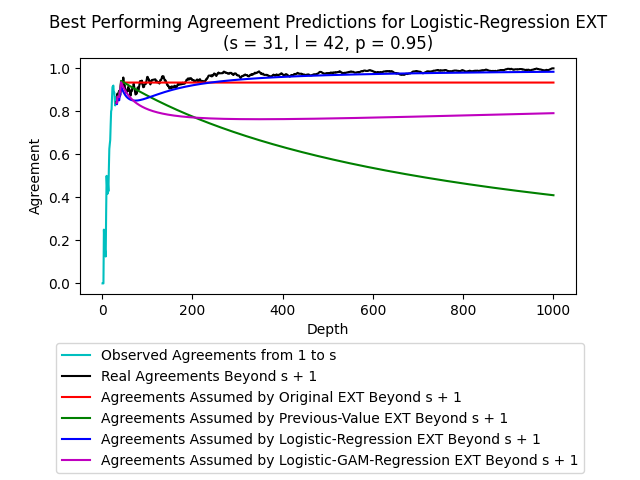 Best Performing Agreement Predictions for Logistic-Regression EXT
(s = 31, l = 42, p = 0.95)
1.0
0.8
0.6
0.4
0.2
0.0
Agreement
0 200 400 600 800 1000
Depth
Observed Agreements from 1 to s
Real Agreements Beyond s + 1
Agreements Assumed by Original EXT Beyond s + 1
Agreements Assumed by Previous-Value EXT Beyond s + 1
Agreements Assumed by Logistic-Regression EXT Beyond s + 1
Agreements Assumed by Logistic-GAM-Regression EXT Beyond s + 1